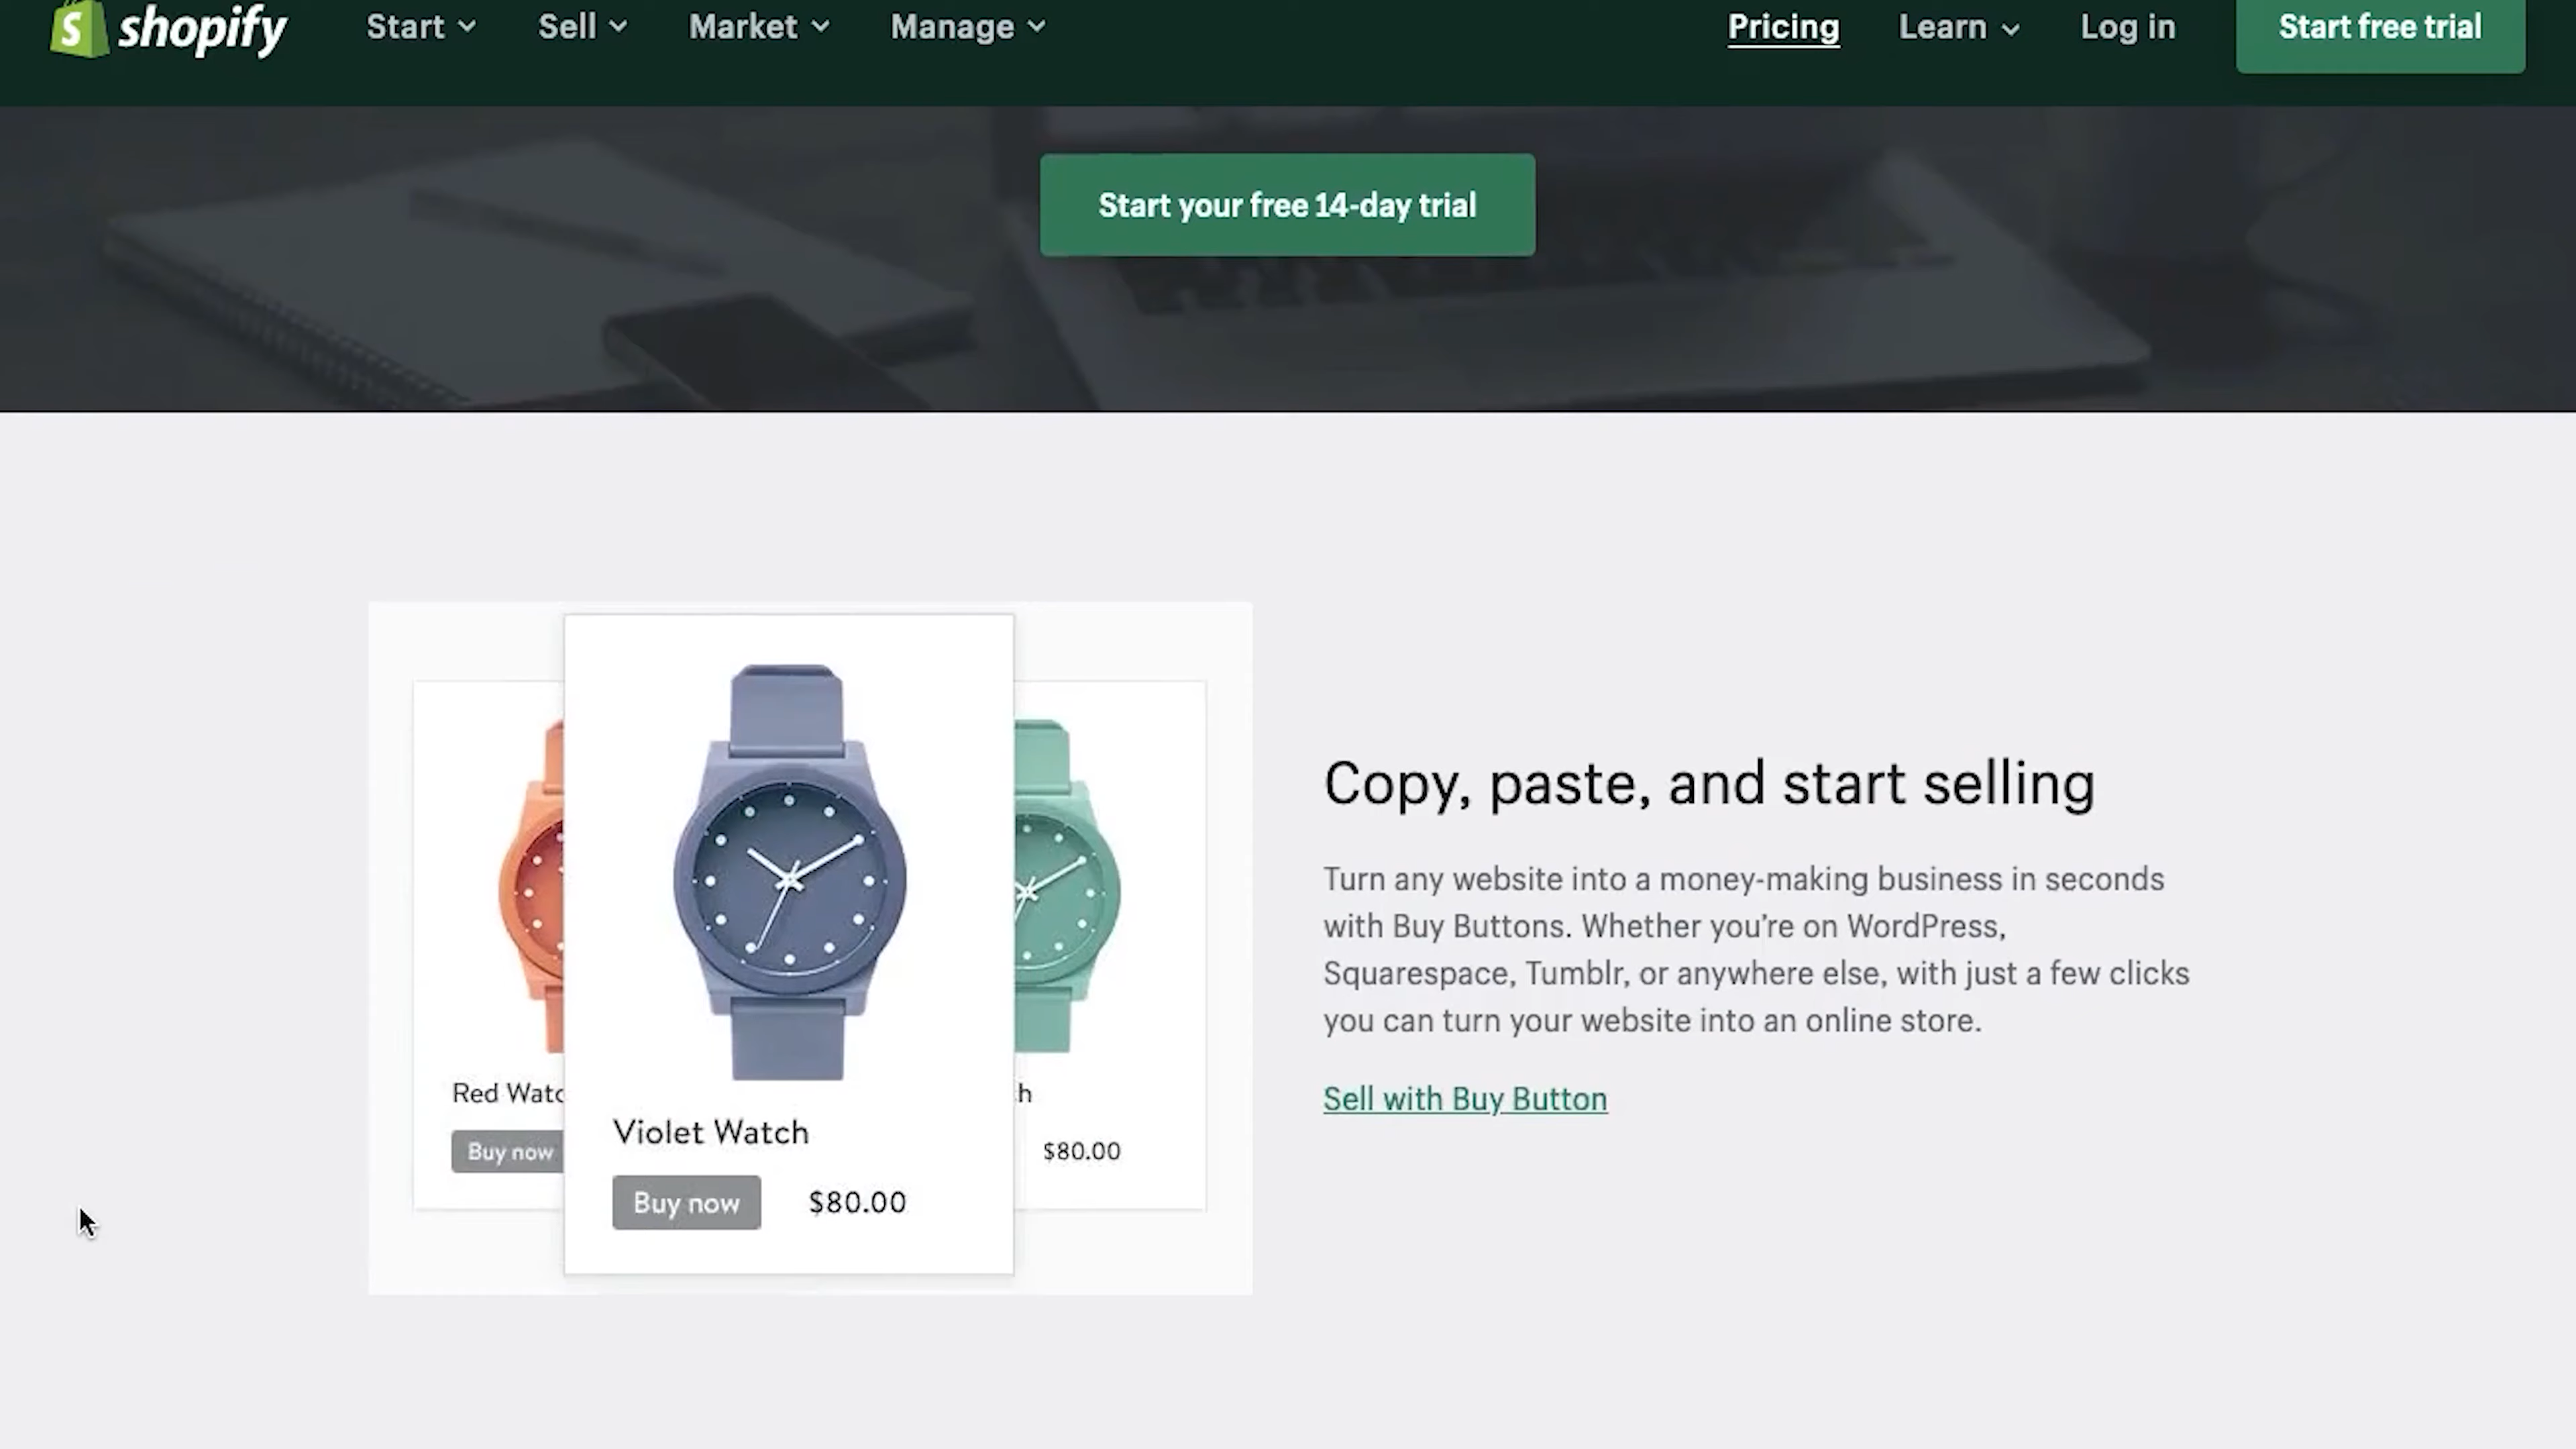 shopify
Start
Sell
Market
Manage
Pricing
Learn
Log in
Start free trial
Start your free 14-day trial
Red Watc
Buy now
Violet Watch
Buy now $80.00
h
$80.00
Copy, paste, and start selling
Turn any website into a money-making business in seconds
with Buy Buttons. Whether you're on WordPress,
Squarespace, Tumblr, or anywhere else, with just a few clicks
you can turn your website into an online store.
Sell with Buy Button